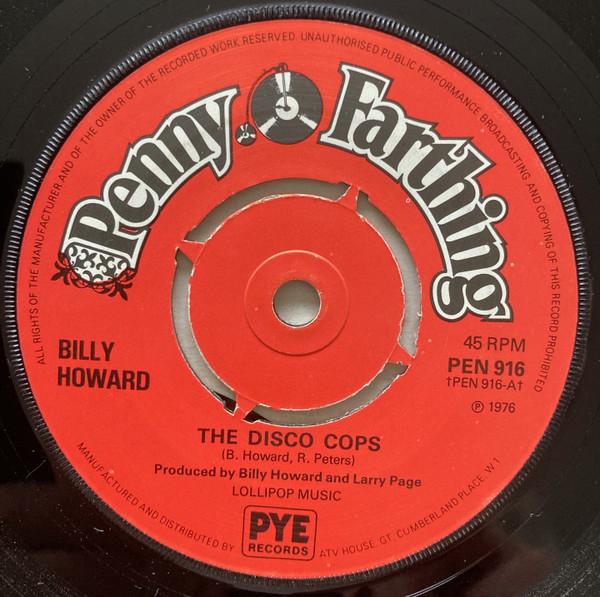 ALL RIGHTS OF THE MANUFACTURER AND OF THE OWNER OF THE RECORDED WORK RESERVED. UNAUTHORISED PUBLIC PERFORMANCE BROADCASTING AND COPYING OF THIS RECORD PROHIBITED
Penny Farthing
BILLY
HOWARD
45 RPM
PEN 916
†PEN 916-A†
Ⓟ 1976
THE DISCO COPS
(B. Howard, R. Peters)
Produced by Billy Howard and Larry Page
LOLLIPOP MUSIC
PYE
RECORDS
MANUFACTURED AND DISTRIBUTED BY ATV HOUSE, GT. CUMBERLAND PLACE, W1